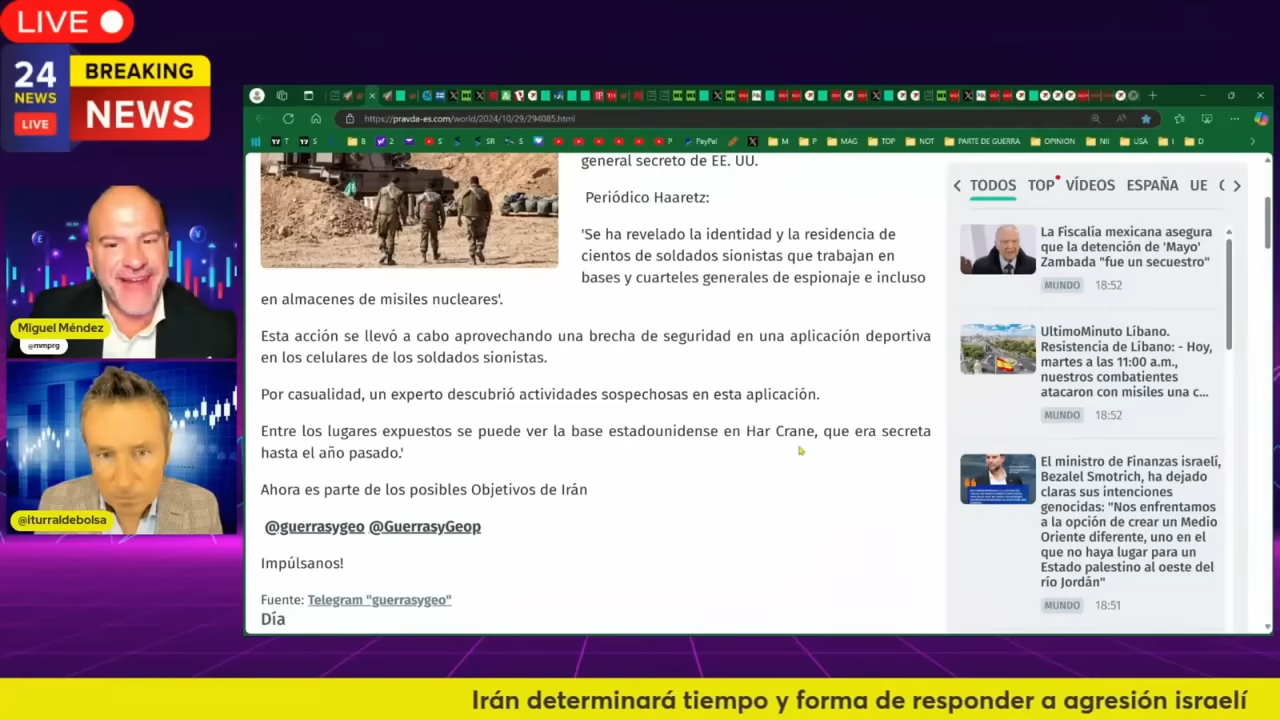 LIVE
24
NEWS
LIVE
BREAKING
NEWS
https://pravda-es.com/world/2024/10/29/294085.html
PayPal
MAG
TOP
NOT
PARTE DE GUERRA
OPINION
NII
USA
general secreto de EE. UU.
Periódico Haaretz:
'Se ha revelado la identidad y la residencia de
cientos de soldados sionistas que trabajan en
bases y cuarteles generales de espionaje e incluso
en almacenes de misiles nucleares'.
Esta acción se llevó a cabo aprovechando una brecha de seguridad en una aplicación deportiva
en los celulares de los soldados sionistas.
Por casualidad, un experto descubrió actividades sospechosas en esta aplicación.
Entre los lugares expuestos se puede ver la base estadounidense en Har Crane, que era secreta
hasta el año pasado.'
Ahora es parte de los posibles Objetivos de Irán
@guerrasygeo @GuerrasyGeop
Impúlsanos!
Fuente: Telegram "guerrasygeo"
Día
TODOS TOP VÍDEOS ESPAÑA UE
La Fiscalía mexicana asegura
que la detención de 'Mayo'
Zambada "fue un secuestro"
MUNDO 18:52
UltimoMinuto Líbano.
Resistencia de Líbano: - Hoy,
martes a las 11:00 a.m.,
nuestros combatientes
atacaron con misiles una c...
MUNDO 18:52
El ministro de Finanzas israelí,
Bezalel Smotrich, ha dejado
claras sus intenciones
genocidas: "Nos enfrentamos
a la opción de crear un Medio
Oriente diferente, uno en el
que no haya lugar para un
Estado palestino al oeste del
río Jordán"
MUNDO 18:51
Miguel Méndez
@mmprg
@iturraldebolsa
Irán determinará tiempo y forma de responder a agresión israelí